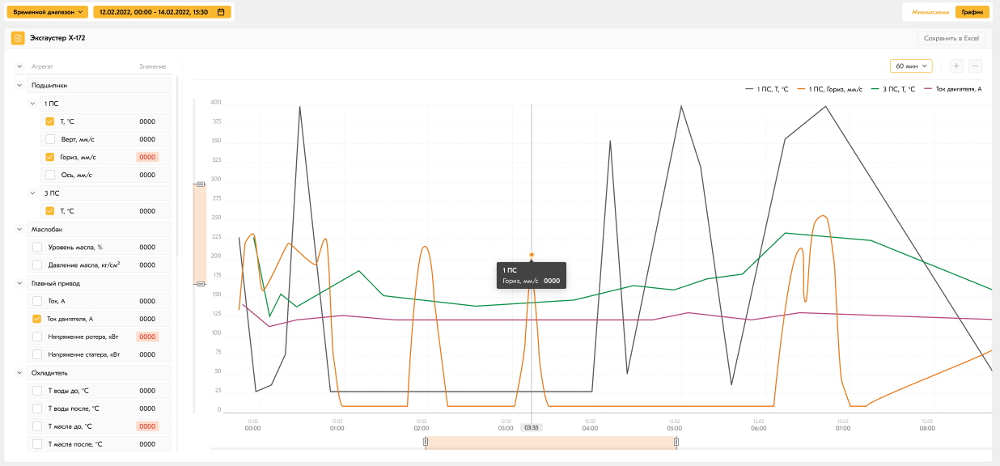 Временной диапазон
12.02.2022, 00:00 - 14.02.2022, 15:30
Мнемосхема
График
Эксгаустер Х-172
Сохранить в Excel
Агрегат
Значение
Подшипнки
1 ПС
Т, °С 0000
Верт, мм/с 0000
Гориз, мм/с 0000
Ось, мм/с 0000
3 ПС
Т, °С 0000
Маслобак
Уровень масла, % 0000
Давление масла, кг/см² 0000
Главный привод
Ток, А 0000
Ток двигателя, А 0000
Напряжение ротера, кВт 0000
Напряжение статера, кВт 0000
Охладитель
Т воды до, °С 0000
Т воды после, °С 0000
Т масла до, °С 0000
Т масла после, °С 0000
60 мин
1 ПС, Т, °С
1 ПС, Гориз, мм/с
3 ПС, Т, °С
Ток двигателя, А
400
375
350
325
300
275
250
225
200
175
150
125
100
75
50
25
0
1 ПС
Гориз, мм/с 0000
12.02 12.02 12.02 12.02 12.02 12.02 12.02 12.02 12.02
00:00 01:00 02:00 03:00 03:35 04:00 05:00 06:00 07:00 08:00